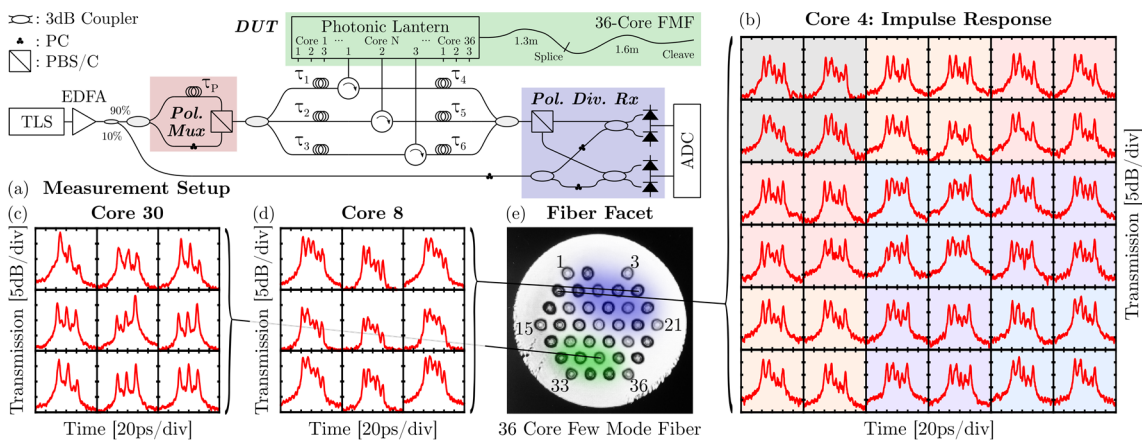 : 3dB Coupler
: PC
: PBS/C
EDFA
TLS
90%
10%
τP
Pol.
Mux
DUT
Photonic Lantern
Core 1 ... Core N ... Core 36
1 2 3 1 2 3 1 2 3
36-Core FMF
1.3m
Splice
1.6m
Cleave
τ1
τ2
τ3
τ4
τ5
τ6
Pol. Div. Rx
ADC
(a) Measurement Setup
(b) Core 4: Impulse Response
Transmission [5dB/div]
Time [20ps/div]
(c) Core 30
Transmission [5dB/div]
Time [20ps/div]
(d) Core 8
Transmission [5dB/div]
Time [20ps/div]
(e) Fiber Facet
1
3
15
21
33
36
36 Core Few Mode Fiber